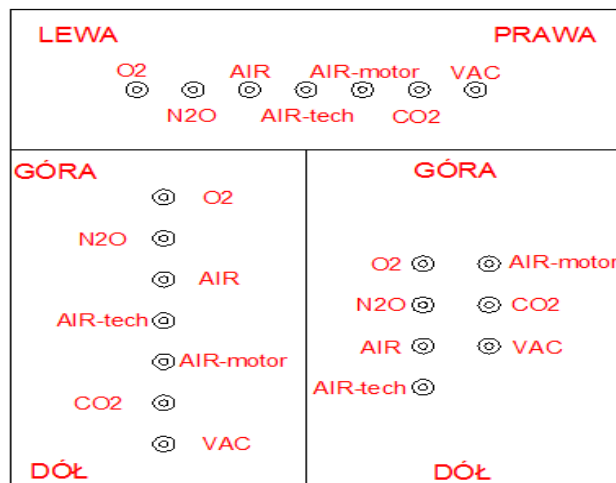 LEWA PRAWA
O2 AIR AIR-motor VAC
N2O AIR-tech CO2
GÓRA
O2
N2O
AIR
AIR-tech
AIR-motor
CO2
VAC
DÓŁ
GÓRA
O2 AIR-motor
N2O CO2
AIR VAC
AIR-tech
DÓŁ